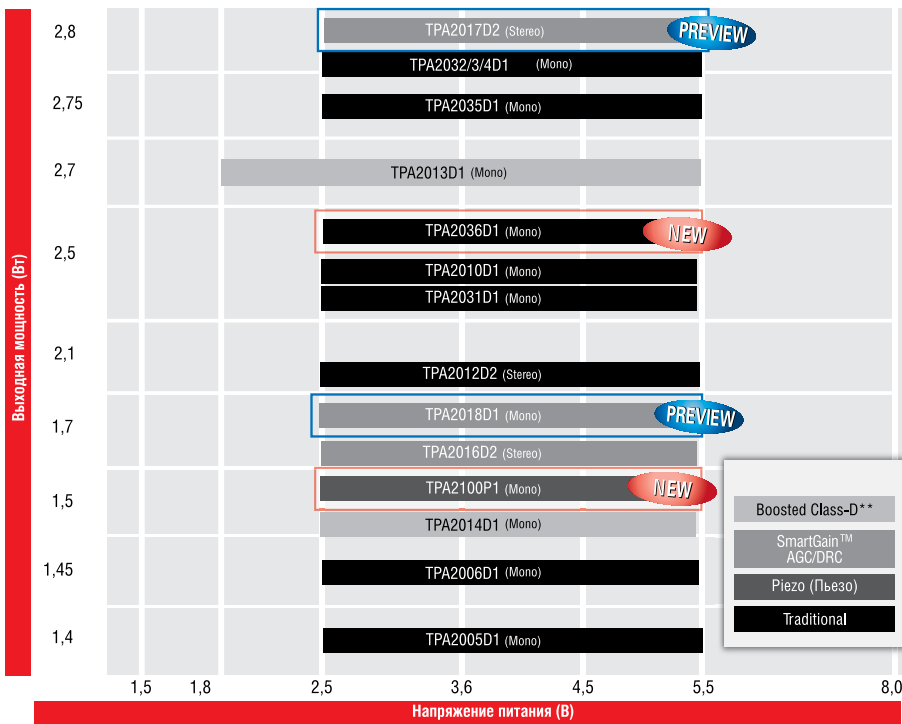 Выходная мощность (Вт)
2,8
TPA2017D2 (Stereo)
PREVIEW
TPA2032/3/4D1 (Mono)
2,75
TPA2035D1 (Mono)
2,7
TPA2013D1 (Mono)
2,5
TPA2036D1 (Mono)
NEW
TPA2010D1 (Mono)
TPA2031D1 (Mono)
2,1
TPA2012D2 (Stereo)
1,7
TPA2018D1 (Mono)
PREVIEW
TPA2016D2 (Stereo)
1,5
TPA2100P1 (Mono)
NEW
TPA2014D1 (Mono)
1,45
TPA2006D1 (Mono)
1,4
TPA2005D1 (Mono)
Boosted Class-D**
SmartGain™
AGC/DRC
Piezo (Пьезо)
Traditional
1,5 1,8 2,5 3,6 4,5 5,5 8,0
Напряжение питания (В)